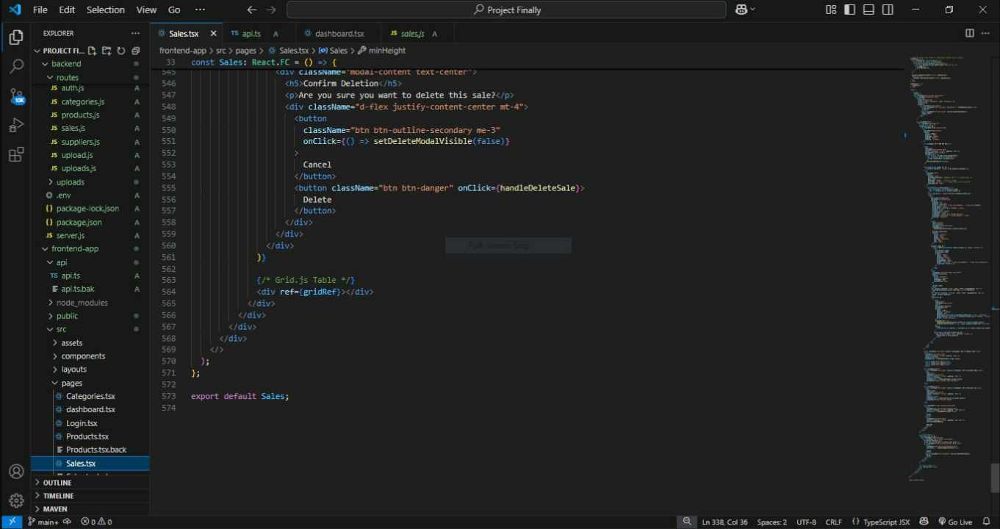 File Edit Selection View Go ··· Project Finally
EXPLORER ···
PROJECT FI...
backend
routes
auth.js A
categories.js A
products.js A
sales.js A
suppliers.js A
upload.js A
uploads.js A
uploads
.env A
package-lock.json A
package.json A
server.js A
frontend-app
api
TS api.ts A
api.ts.bak A
node_modules
public
src
assets
components
layouts
pages
Categories.tsx
dashboard.tsx
Login.tsx
Products.tsx
Products.tsx.back
Sales.tsx
OUTLINE
TIMELINE
MAVEN
10K
Sales.tsx TS api.ts A dashboard.tsx JS sales.js A
frontend-app > src > pages > Sales.tsx > Sales > minHeight
33 const Sales: React.FC = () => {
545 <div className="modal-content text-center">
546 <h5>Confirm Deletion</h5>
547 <p>Are you sure you want to delete this sale?</p>
548 <div className="d-flex justify-content-center mt-4">
549 <button
550 className="btn btn-outline-secondary me-3"
551 onClick={() => setDeleteModalVisible(false)}
552 >
553 Cancel
554 </button>
555 <button className="btn btn-danger" onClick={handleDeleteSale}>
556 Delete
557 </button>
558 </div>
559 </div>
560 </div>
Full-screen Snip
561 )}
562
563 {/* Grid.js Table */}
564 <div ref={gridRef}></div>
565 </div>
566 </div>
567 </div>
568 </div>
569 </>
570 );
571 };
572
573 export default Sales;
574
main+ 0 0 Ln 338, Col 36 Spaces: 2 UTF-8 CRLF {} TypeScript JSX Go Live